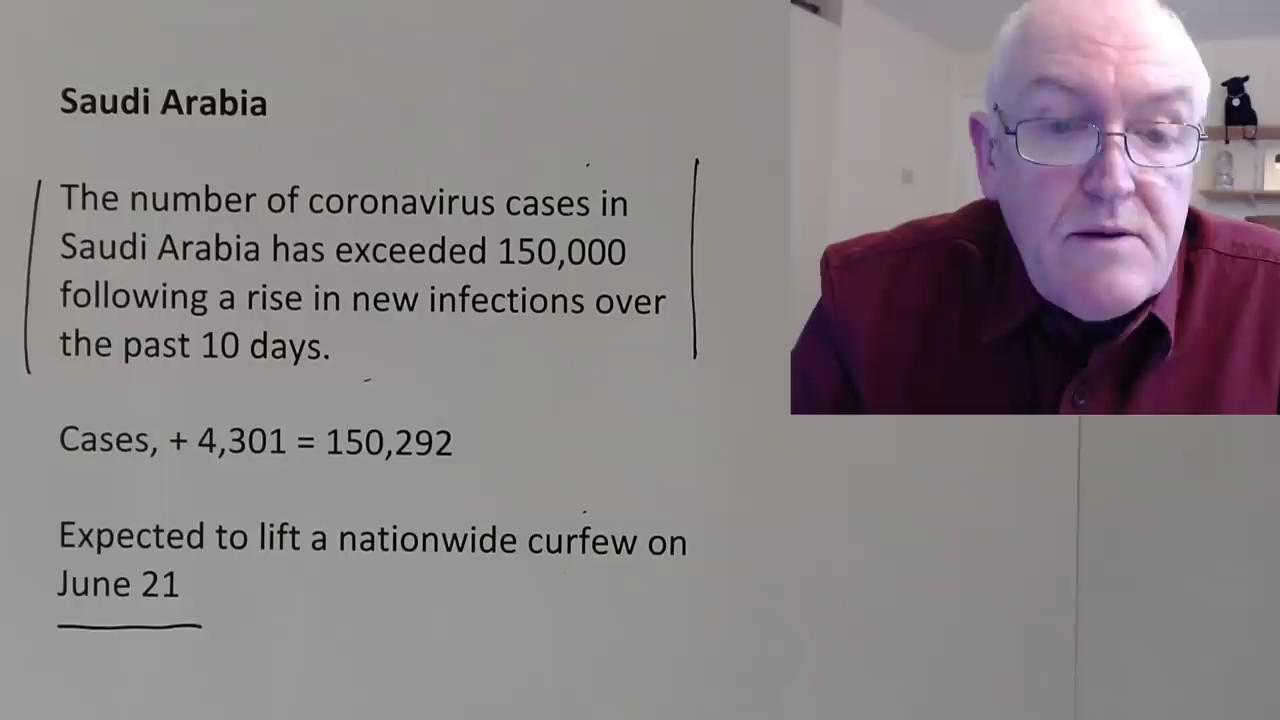 Saudi Arabia
The number of coronavirus cases in
Saudi Arabia has exceeded 150,000
following a rise in new infections over
the past 10 days.
Cases, + 4,301 = 150,292
Expected to lift a nationwide curfew on
June 21